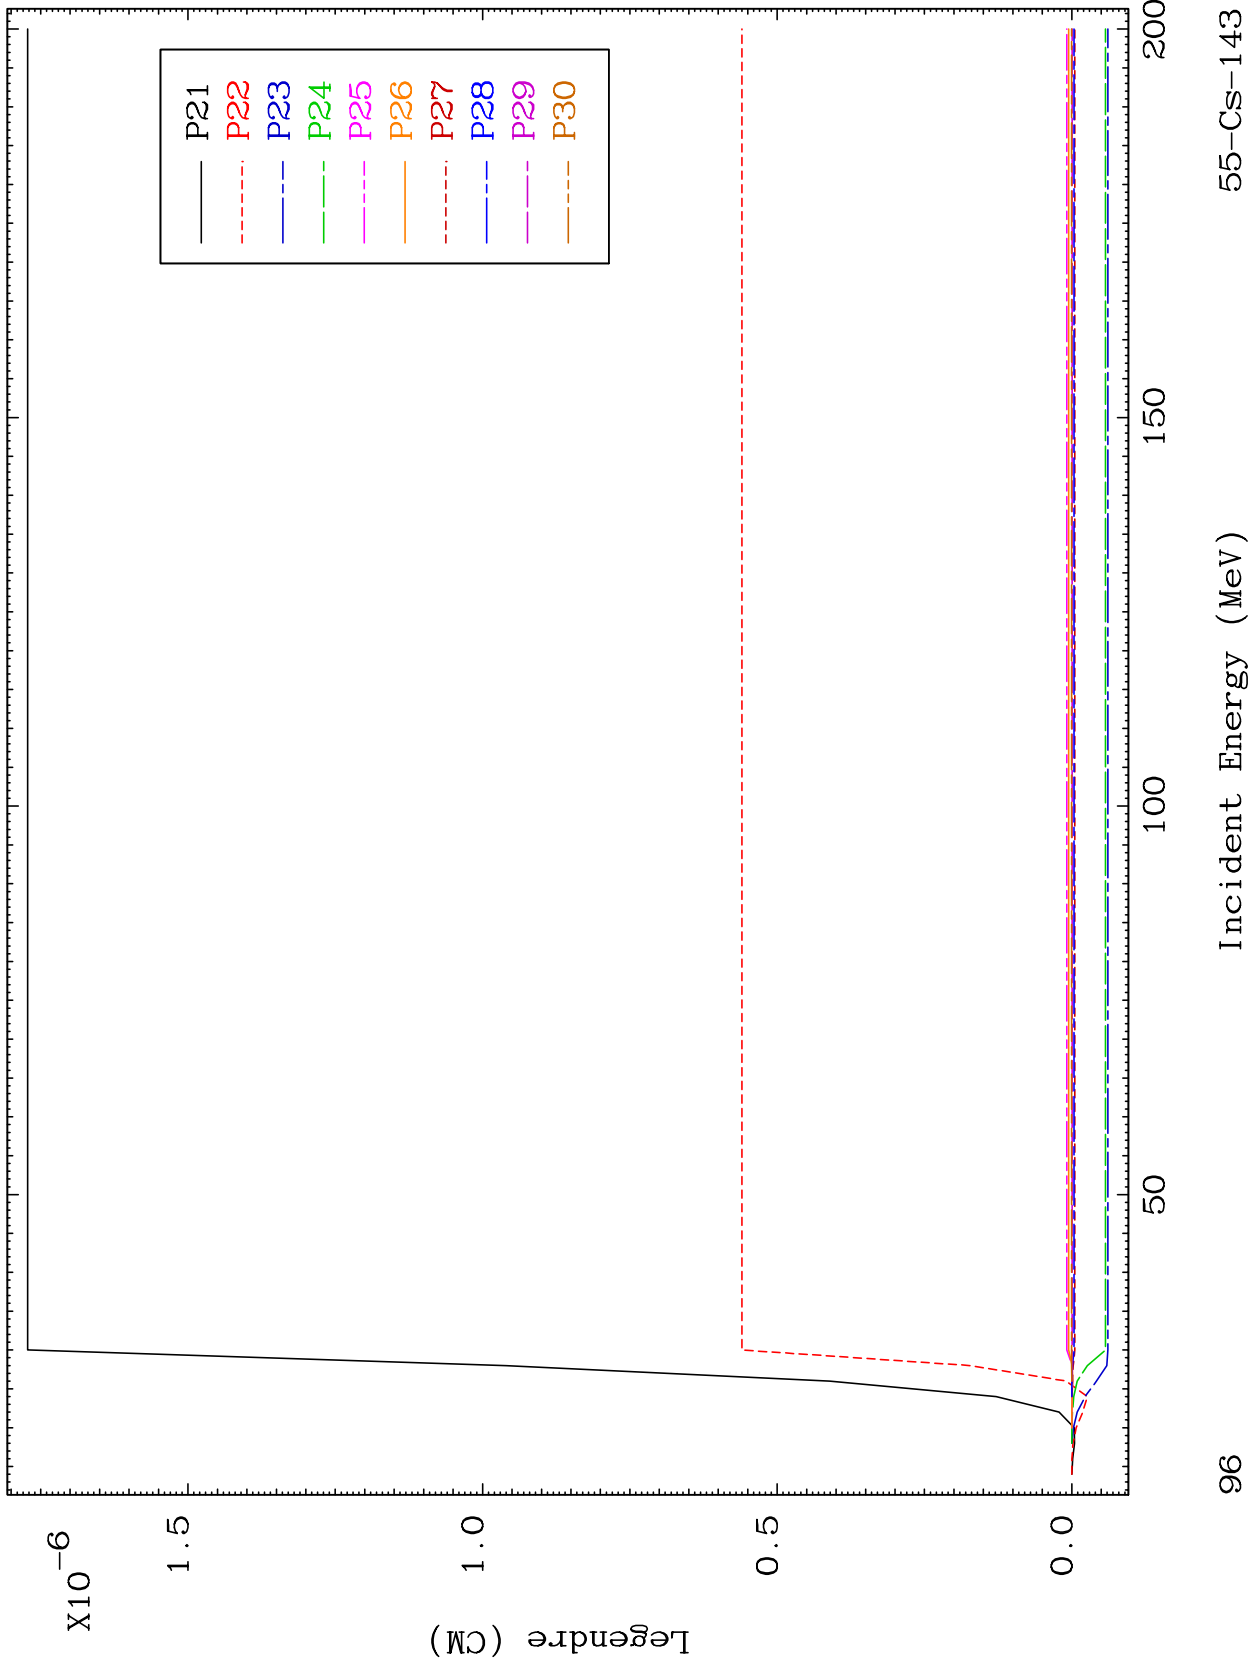 X10-6
1.5
1.0
0.5
0.0
Legendre (CM)
P21
P22
P23
P24
P25
P26
P27
P28
P29
P30
50
100
150
200
Incident Energy (MeV)
96
55-Cs-143